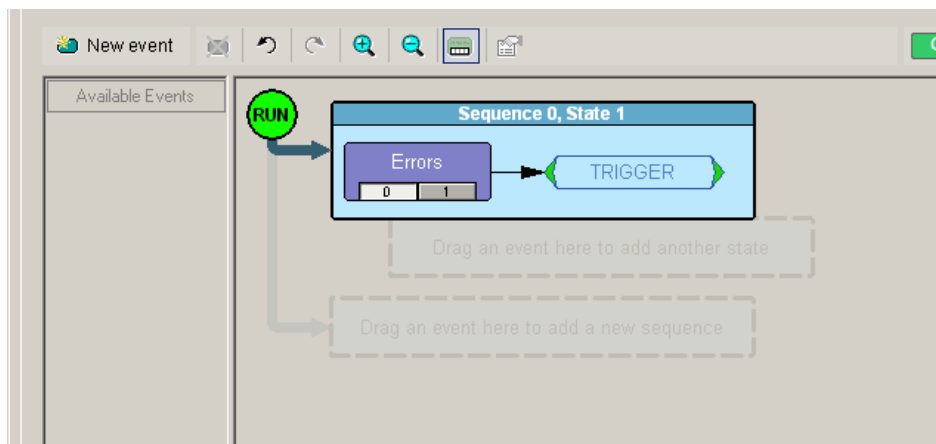 New event
Available Events
RUN
Sequence 0, State 1
Errors
0 1
TRIGGER
Drag an event here to add another state
Drag an event here to add a new sequence